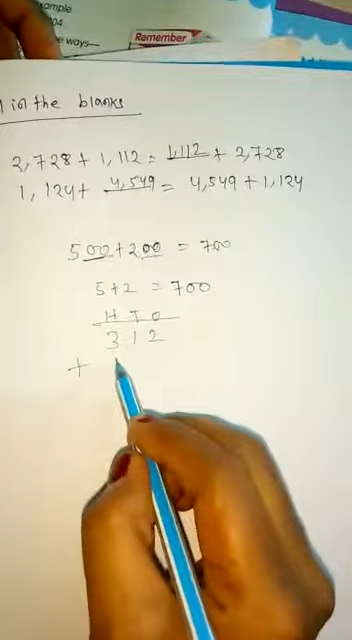 ample
04
e ways—
Remember
in the blanks
2,728 + 1,112 = 1,112 + 2,728
1,124 + 4,549 = 4,549 + 1,124
500 + 200 = 700
5 + 2 = 700
H T O
3 1 2
+